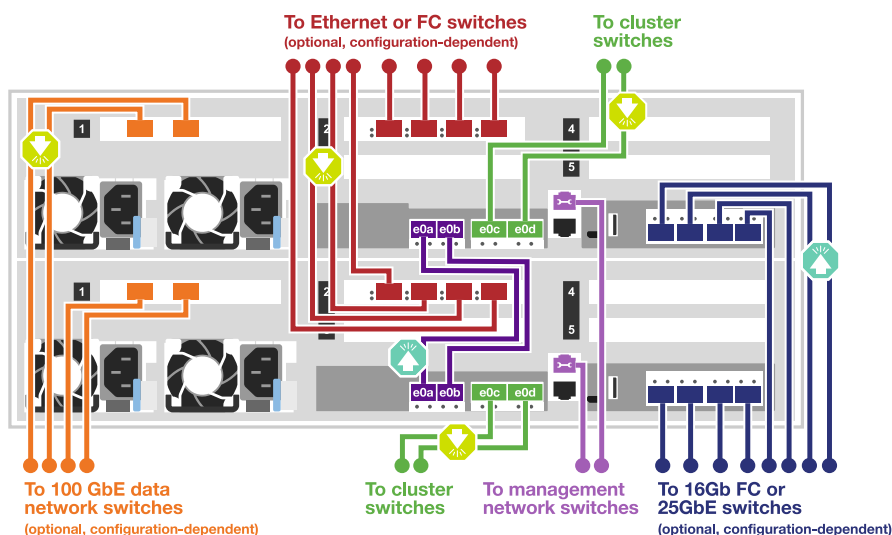 To Ethernet or FC switches
(optional, configuration-dependent)
To cluster
switches
1
2
4
5
e0a e0b
e0c e0d
1
2
4
5
e0a e0b
e0c e0d
To 100 GbE data
network switches
(optional, configuration-dependent)
To cluster
switches
To management
network switches
To 16Gb FC or
25GbE switches
(optional, configuration-dependent)